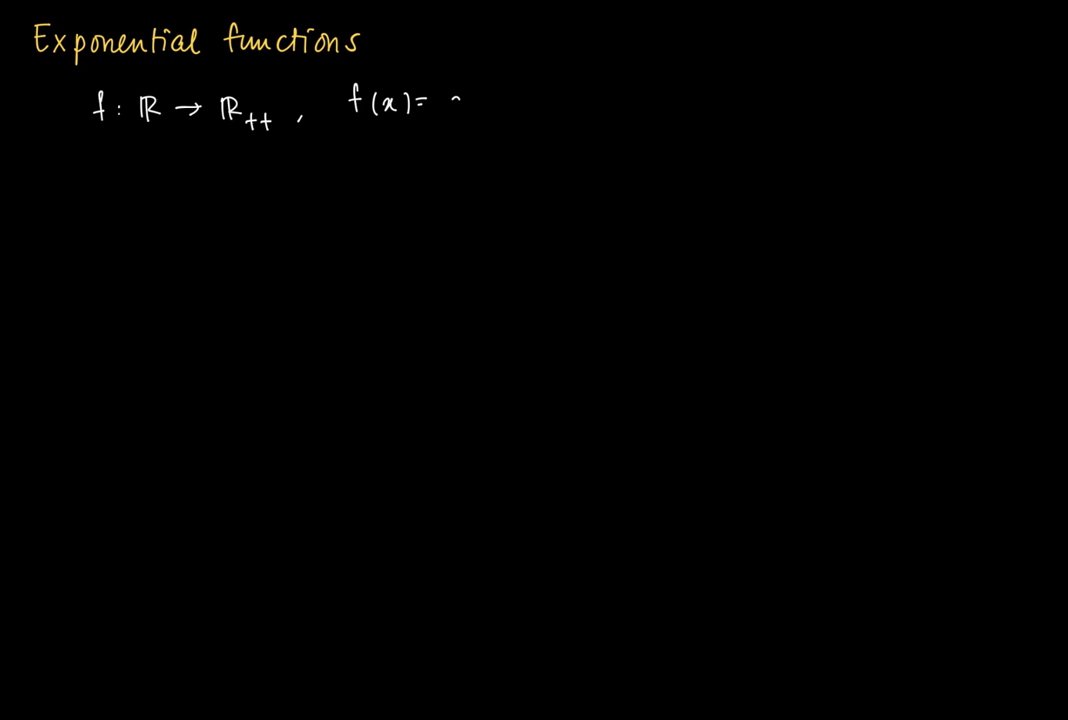 Exponential functions
f : ℝ → ℝ₊₊ , f(x) =